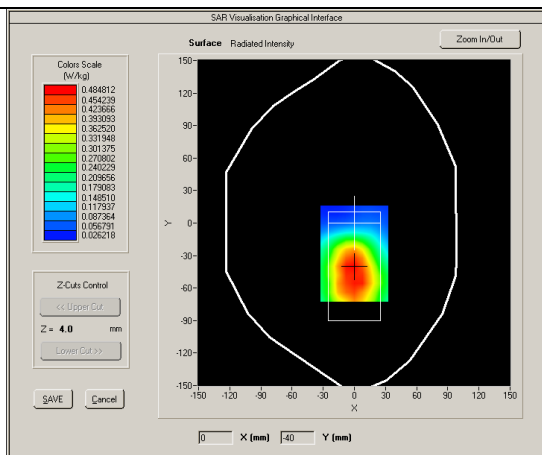 SAR Visualisation Graphical Interface
Surface Radiated Intensity
Zoom In/Out
Colors Scale
(W/kg)
0.484812
0.454239
0.423666
0.393093
0.362520
0.331948
0.301375
0.270802
0.240229
0.209656
0.179083
0.148510
0.117937
0.087364
0.056791
0.026218
Z-Cuts Control
<< Upper Cut
Z = 4.0 mm
Lower Cut >>
SAVE Cancel
150-
120-
90-
60-
30-
0-
-30-
-60-
-90-
-120-
-150-
Y
-150 -120 -90 -60 -30 0 30 60 90 120 150
X
0 X (mm) -40 Y (mm)